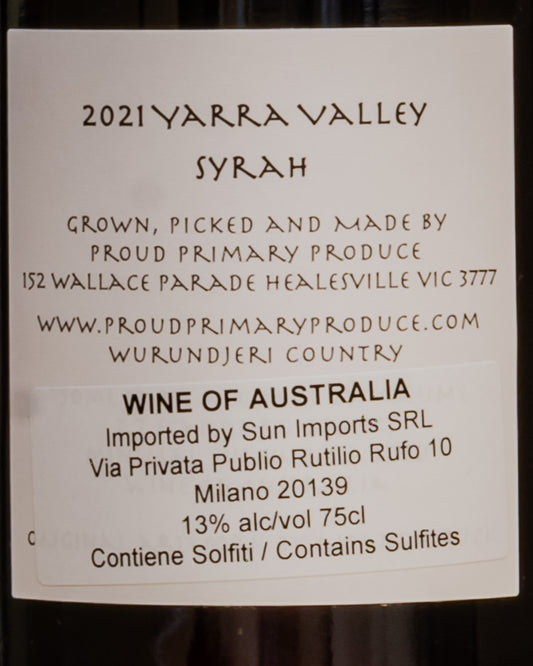 2021 YARRA VALLEY
SYRAH
GROWN, PICKED AND MADE BY
PROUD PRIMARY PRODUCE
152 WALLACE PARADE HEALESVILLE VIC 3777
WWW.PROUDPRIMARYPRODUCE.COM
WURUNDJERI COUNTRY
WINE OF AUSTRALIA
Imported by Sun Imports SRL
Via Privata Publio Rutilio Rufo 10
Milano 20139
13% alc/vol 75cl
Contiene Solfiti / Contains Sulfites